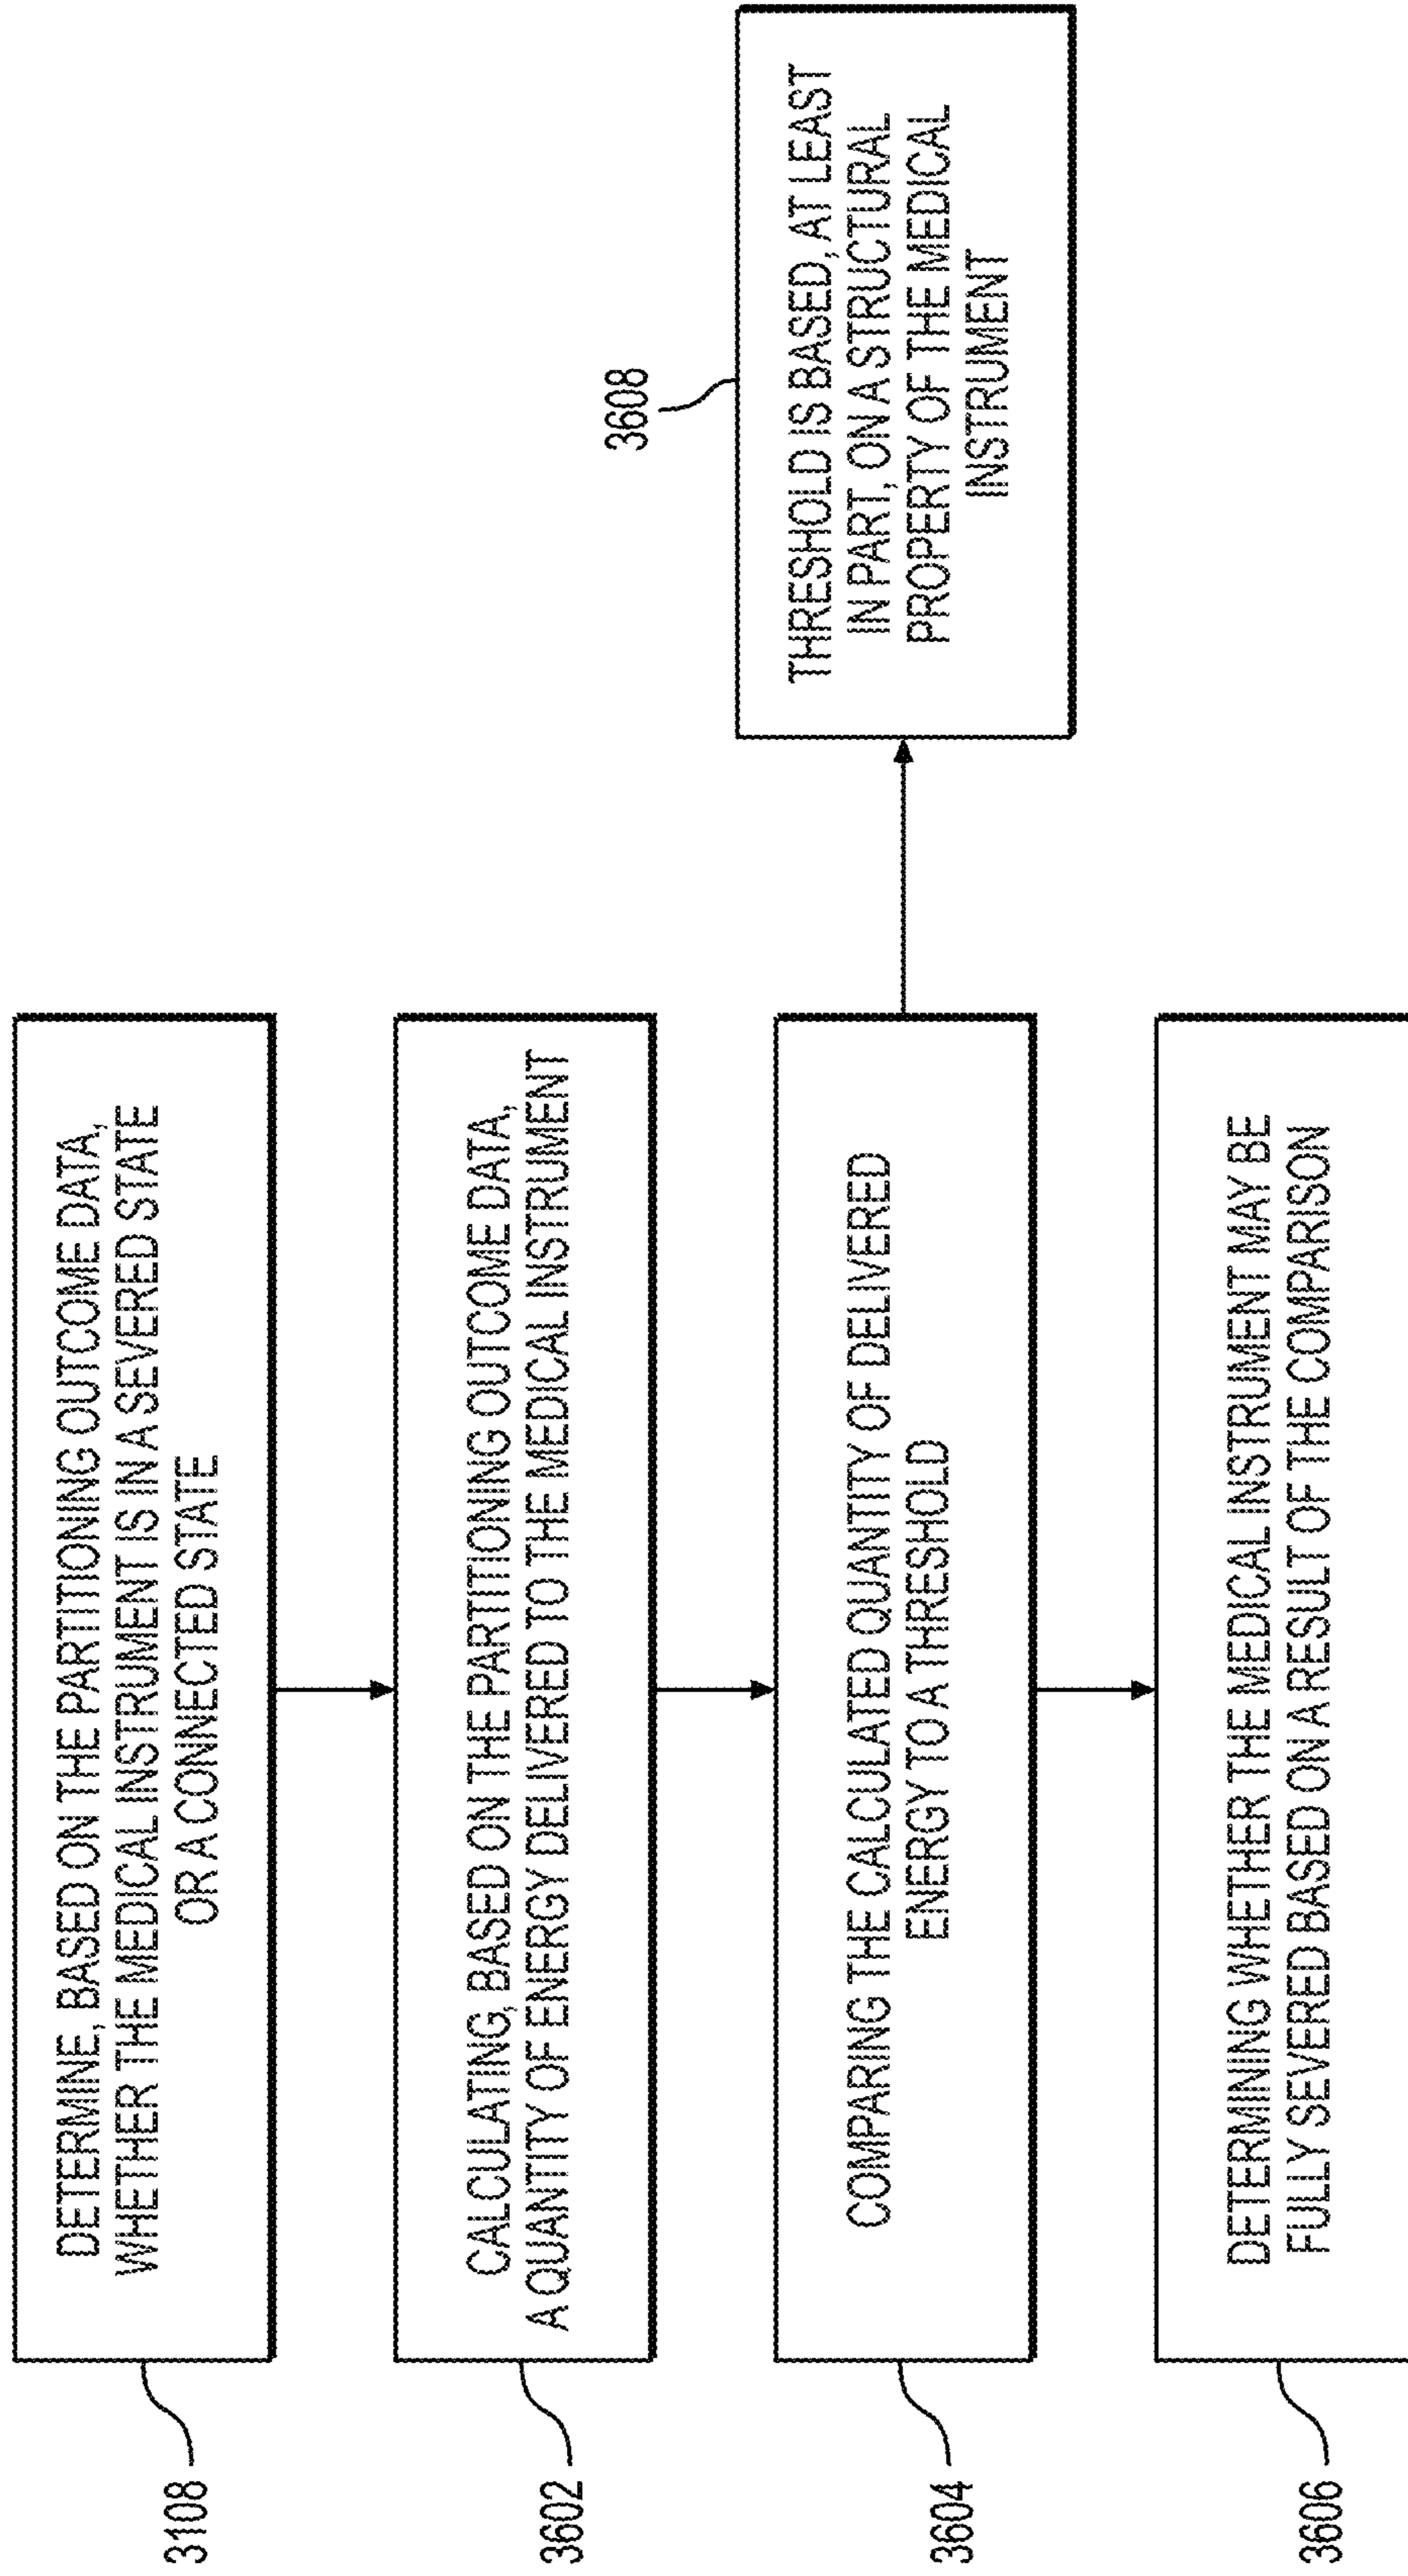 3108
DETERMINE, BASED ON THE PARTITIONING OUTCOME DATA,
WHETHER THE MEDICAL INSTRUMENT IS IN A SEVERED STATE
OR A CONNECTED STATE
3602
CALCULATING, BASED ON THE PARTITIONING OUTCOME DATA,
A QUANTITY OF ENERGY DELIVERED TO THE MEDICAL INSTRUMENT
3604
COMPARING THE CALCULATED QUANTITY OF DELIVERED
ENERGY TO A THRESHOLD
3608
THRESHOLD IS BASED, AT LEAST
IN PART, ON A STRUCTURAL
PROPERTY OF THE MEDICAL
INSTRUMENT
3606
DETERMINING WHETHER THE MEDICAL INSTRUMENT MAY BE
FULLY SEVERED BASED ON A RESULT OF THE COMPARISON